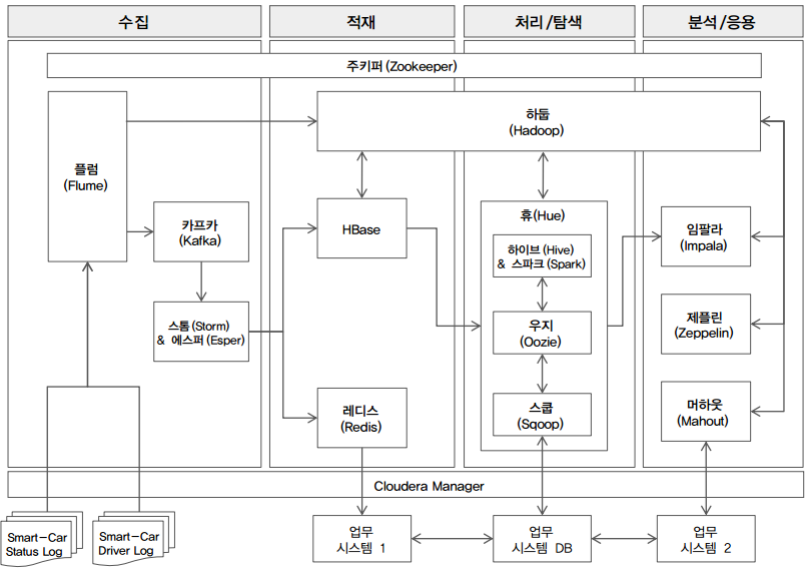 수집
적재
처리/탐색
분석/응용
주키퍼(Zookeeper)
하둡
(Hadoop)
플럼
(Flume)
카프카
(Kafka)
스톰(Storm)
& 에스퍼(Esper)
HBase
레디스
(Redis)
휴(Hue)
하이브(Hive)
& 스파크(Spark)
우지
(Oozie)
스쿱
(Sqoop)
임팔라
(Impala)
제플린
(Zeppelin)
머하웃
(Mahout)
Cloudera Manager
Smart-Car
Status Log
Smart-Car
Driver Log
업무
시스템 1
업무
시스템 DB
업무
시스템 2